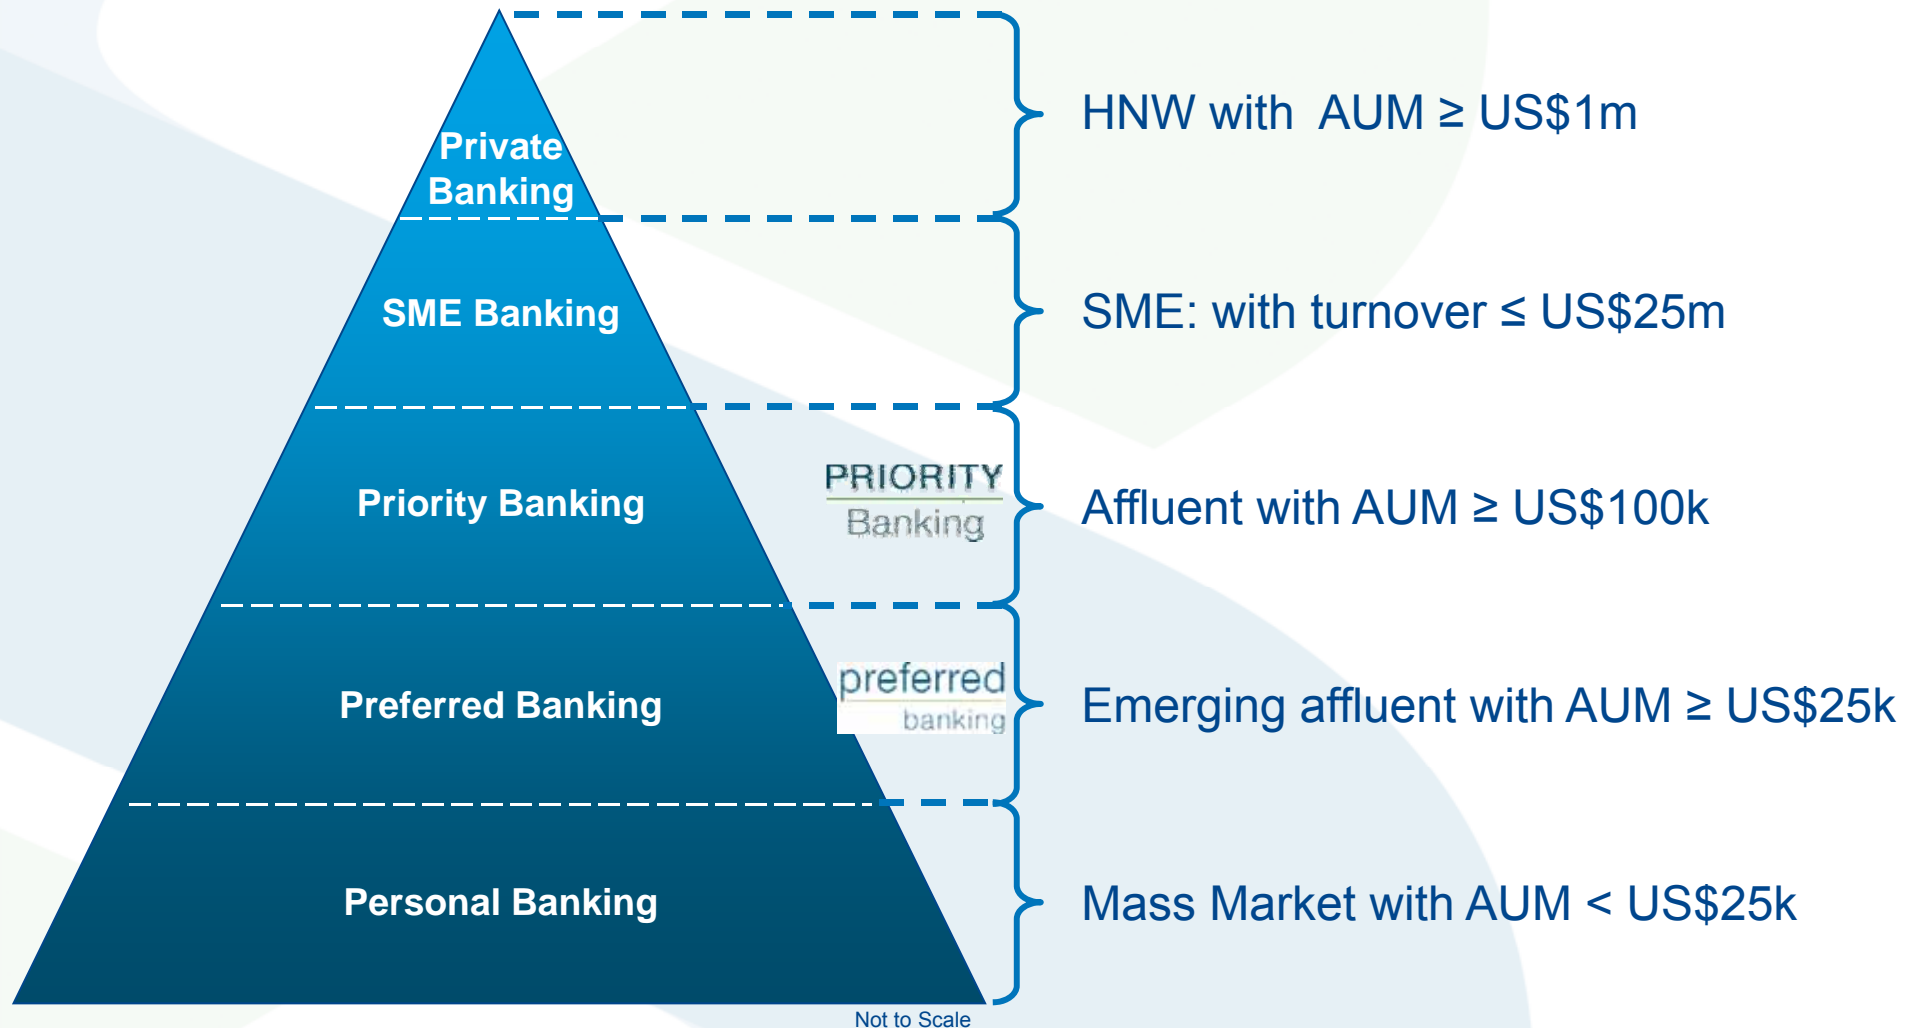 Private
Banking
HNW with AUM ≥ US$1m
SME Banking
SME: with turnover ≤ US$25m
Priority Banking
PRIORITY
Banking
Affluent with AUM ≥ US$100k
Preferred Banking
preferred
banking
Emerging affluent with AUM ≥ US$25k
Personal Banking
Mass Market with AUM < US$25k
Not to Scale